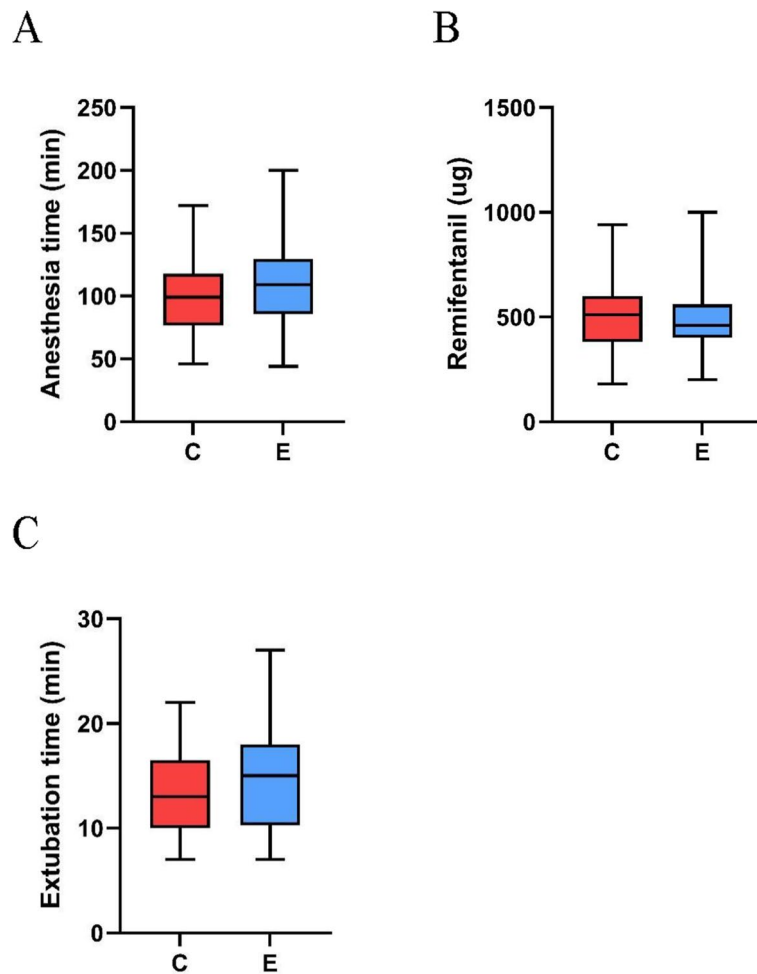 A
Anesthesia time (min)
250
200
150
100
50
0
C
E
B
Remifentanil (ug)
1500
1000
500
0
C
E
C
Extubation time (min)
30
20
10
0
C
E